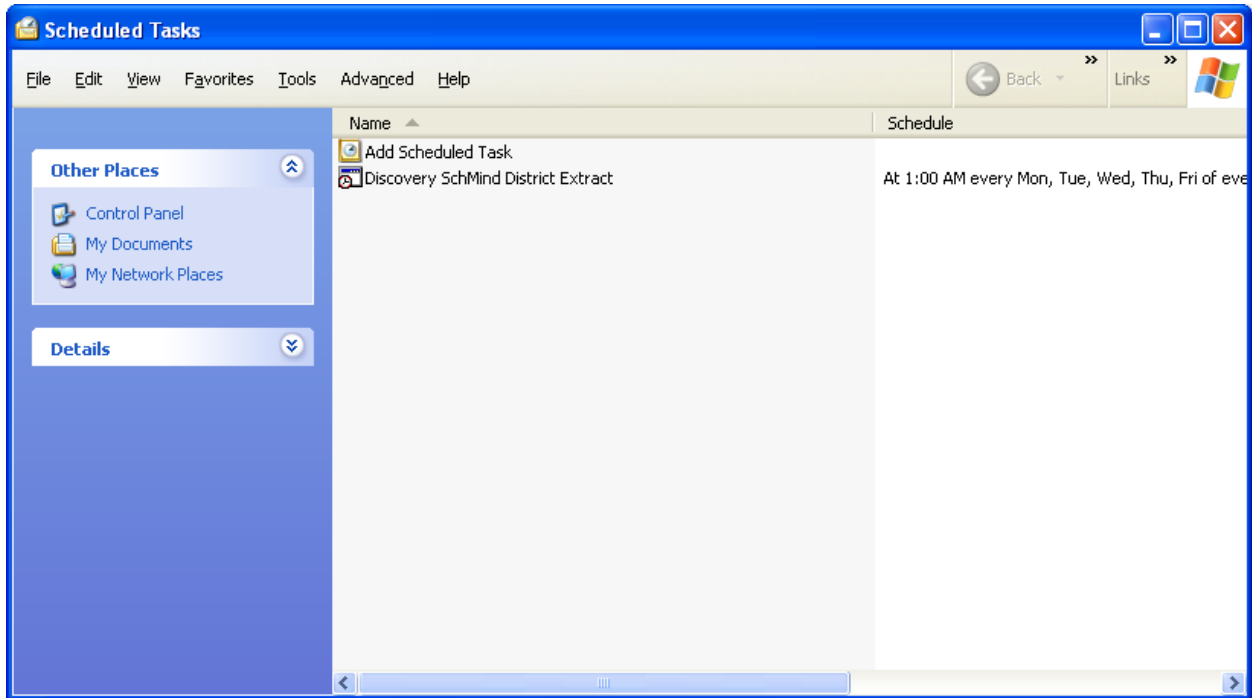 Scheduled Tasks
File Edit View Favorites Tools Advanced Help Back » Links »
Name Schedule
Other Places
Control Panel
My Documents
My Network Places
Details
Add Scheduled Task
Discovery SchMind District Extract At 1:00 AM every Mon, Tue, Wed, Thu, Fri of eve